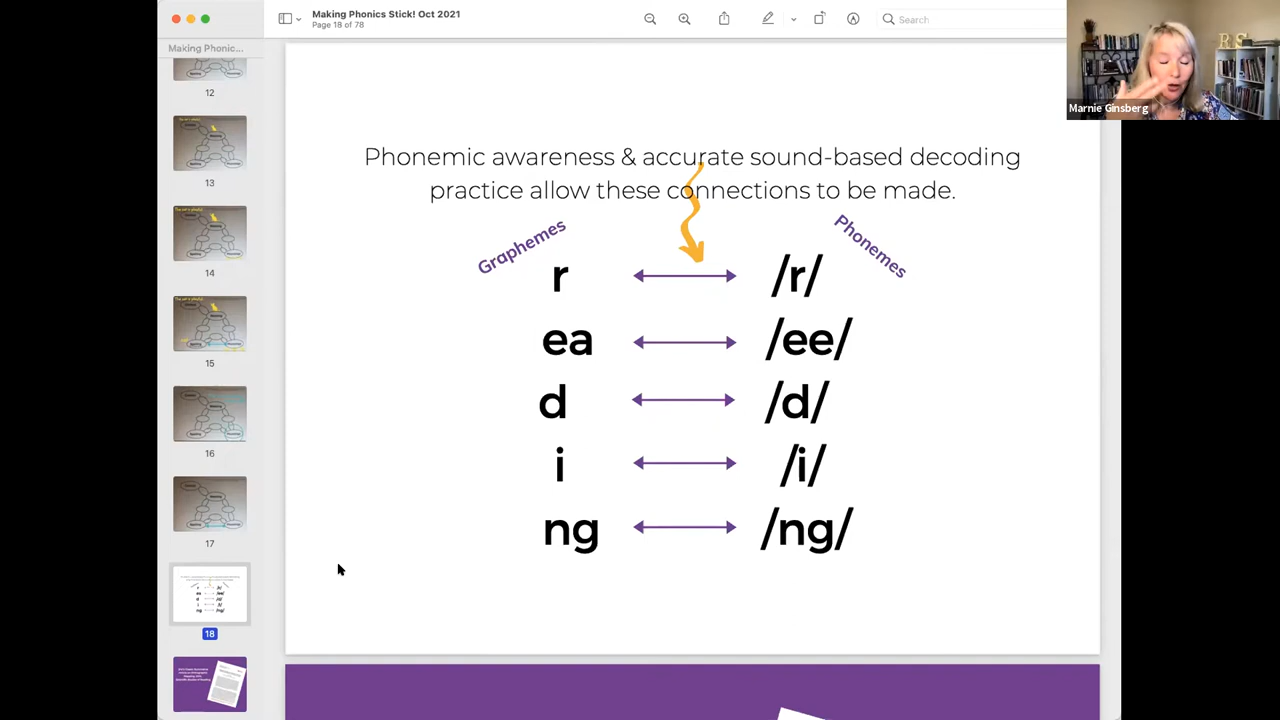 Making Phonics Stick! Oct 2021
Page 18 of 78
Search
Making Phonic...
12
13
14
15
16
17
18
Marnie Ginsberg
RS
Phonemic awareness & accurate sound-based decoding
practice allow these connections to be made.
Graphemes
Phonemes
r /r/
ea /ee/
d /d/
i /i/
ng /ng/